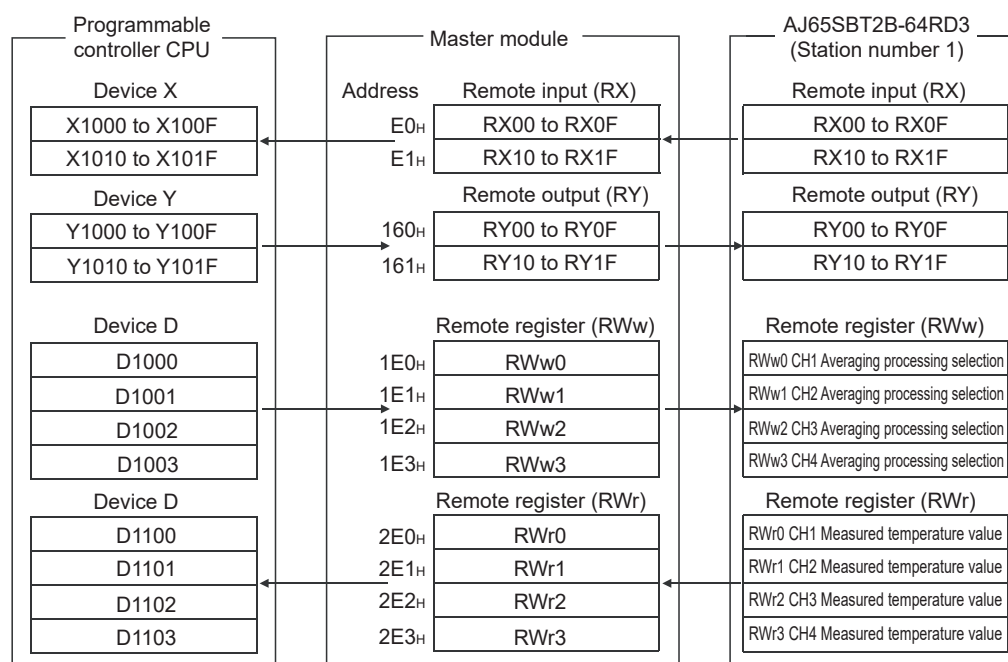 Programmable
controller CPU
Master module
AJ65SBT2B-64RD3
(Station number 1)
Device X
Address
Remote input (RX)
Remote input (RX)
X1000 to X100F
E0H
RX00 to RX0F
RX00 to RX0F
X1010 to X101F
E1H
RX10 to RX1F
RX10 to RX1F
Device Y
Remote output (RY)
Remote output (RY)
Y1000 to Y100F
160H
RY00 to RY0F
RY00 to RY0F
Y1010 to Y101F
161H
RY10 to RY1F
RY10 to RY1F
Device D
Remote register (RWw)
Remote register (RWw)
D1000
1E0H
RWw0
RWw0 CH1 Averaging processing selection
D1001
1E1H
RWw1
RWw1 CH2 Averaging processing selection
D1002
1E2H
RWw2
RWw2 CH3 Averaging processing selection
D1003
1E3H
RWw3
RWw3 CH4 Averaging processing selection
Device D
Remote register (RWr)
Remote register (RWr)
D1100
2E0H
RWr0
RWr0 CH1 Measured temperature value
D1101
2E1H
RWr1
RWr1 CH2 Measured temperature value
D1102
2E2H
RWr2
RWr2 CH3 Measured temperature value
D1103
2E3H
RWr3
RWr3 CH4 Measured temperature value